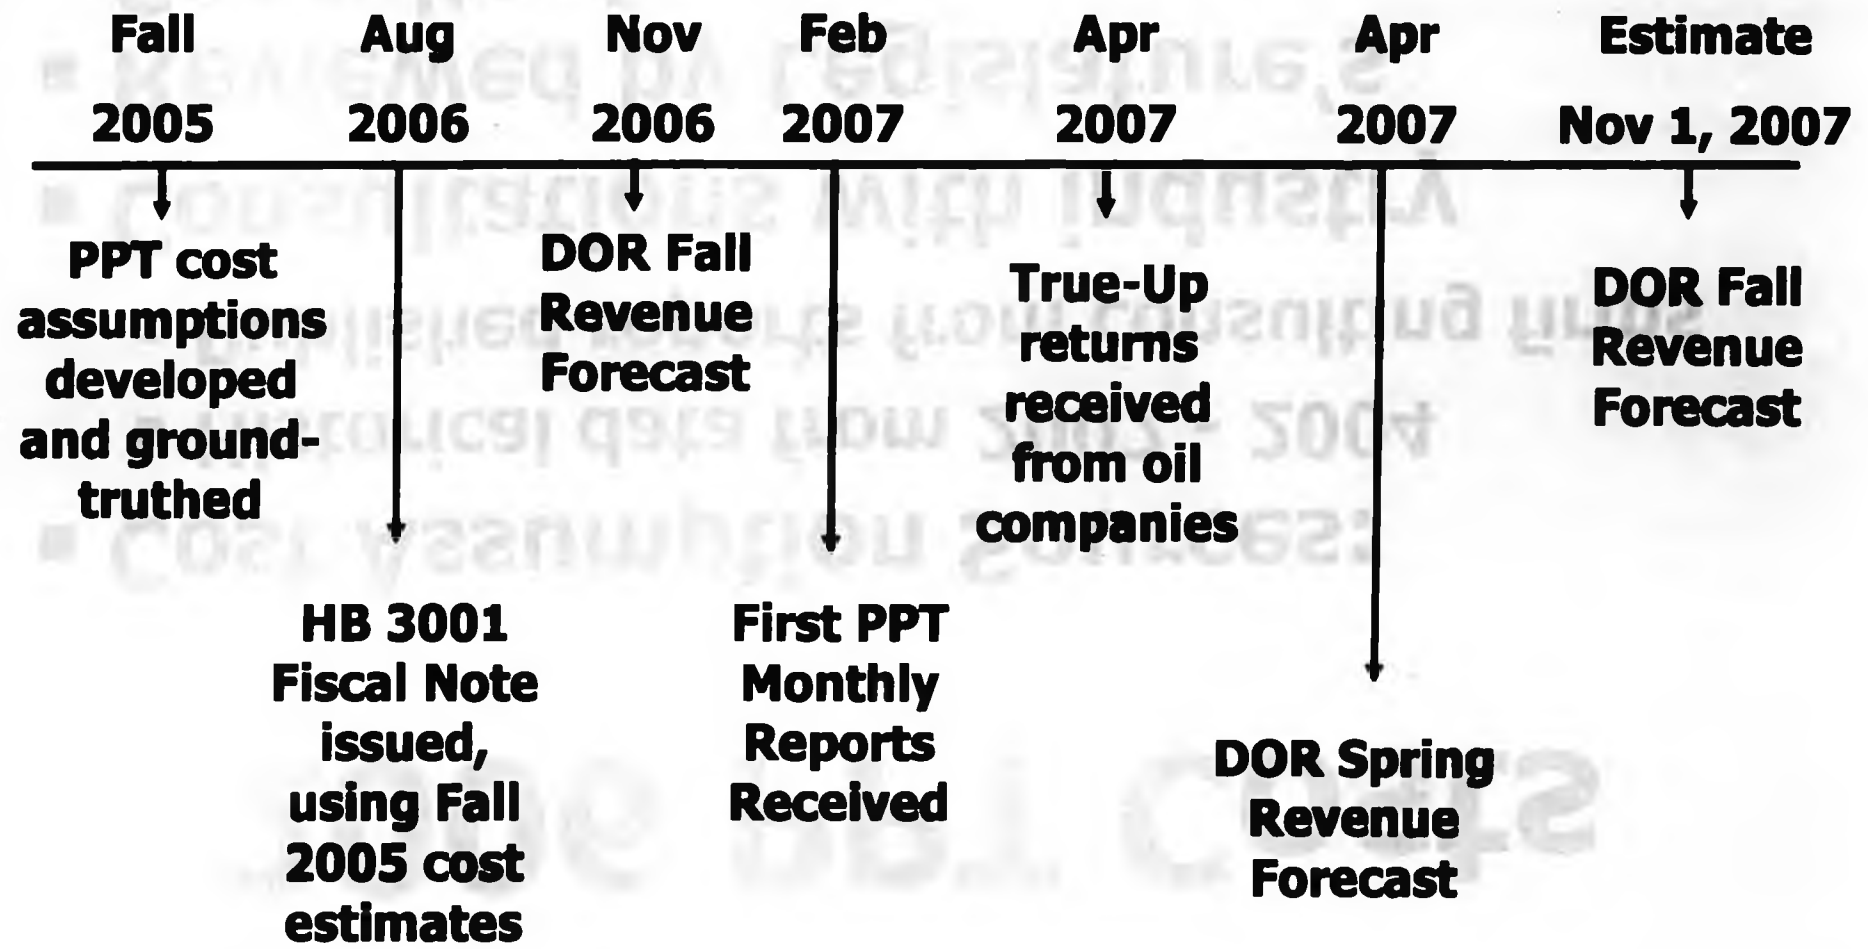 Fall
2005
Aug
2006
Nov
2006
Feb
2007
Apr
2007
Apr
2007
Estimate
Nov 1, 2007
PPT cost
assumptions
developed
and ground-
truthed
HB 3001
Fiscal Note
issued,
using Fall
2005 cost
estimates
DOR Fall
Revenue
Forecast
First PPT
Monthly
Reports
Received
True-Up
returns
received
from oil
companies
DOR Spring
Revenue
Forecast
DOR Fall
Revenue
Forecast